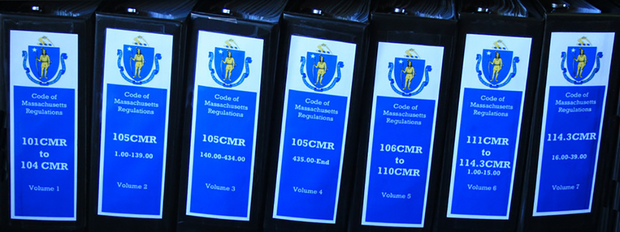 Code of
Massachusetts
Regulations
101CMR
to
104 CMR
Volume 1
Code of
Massachusetts
Regulations
105CMR
1.00-139.00
Volume 2
Code of
Massachusetts
Regulations
105CMR
140.00-434.00
Volume 3
Code of
Massachusetts
Regulations
105CMR
435.00-End
Volume 4
Code of
Massachusetts
Regulations
106CMR
to
110CMR
Volume 5
Code of
Massachusetts
Regulations
111CMR
to
114.3CMR
1.00-15.00
Volume 6
Code of
Massachusetts
Regulations
114.3CMR
16.00-39.00
Volume 7